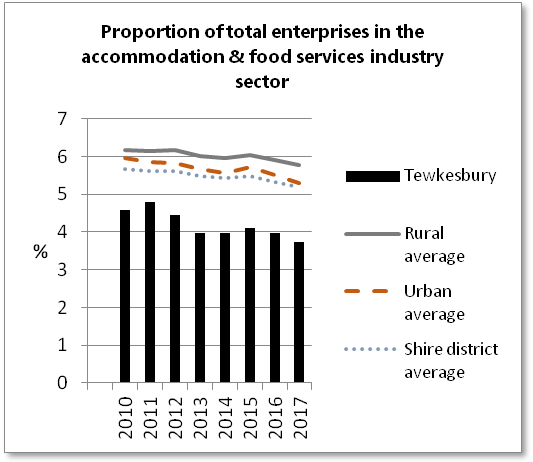 Proportion of total enterprises in the
accommodation & food services industry
sector
7
6
5
4
3
2
1
0
%
2010
2011
2012
2013
2014
2015
2016
2017
Tewkesbury
Rural
average
Urban
average
Shire district
average